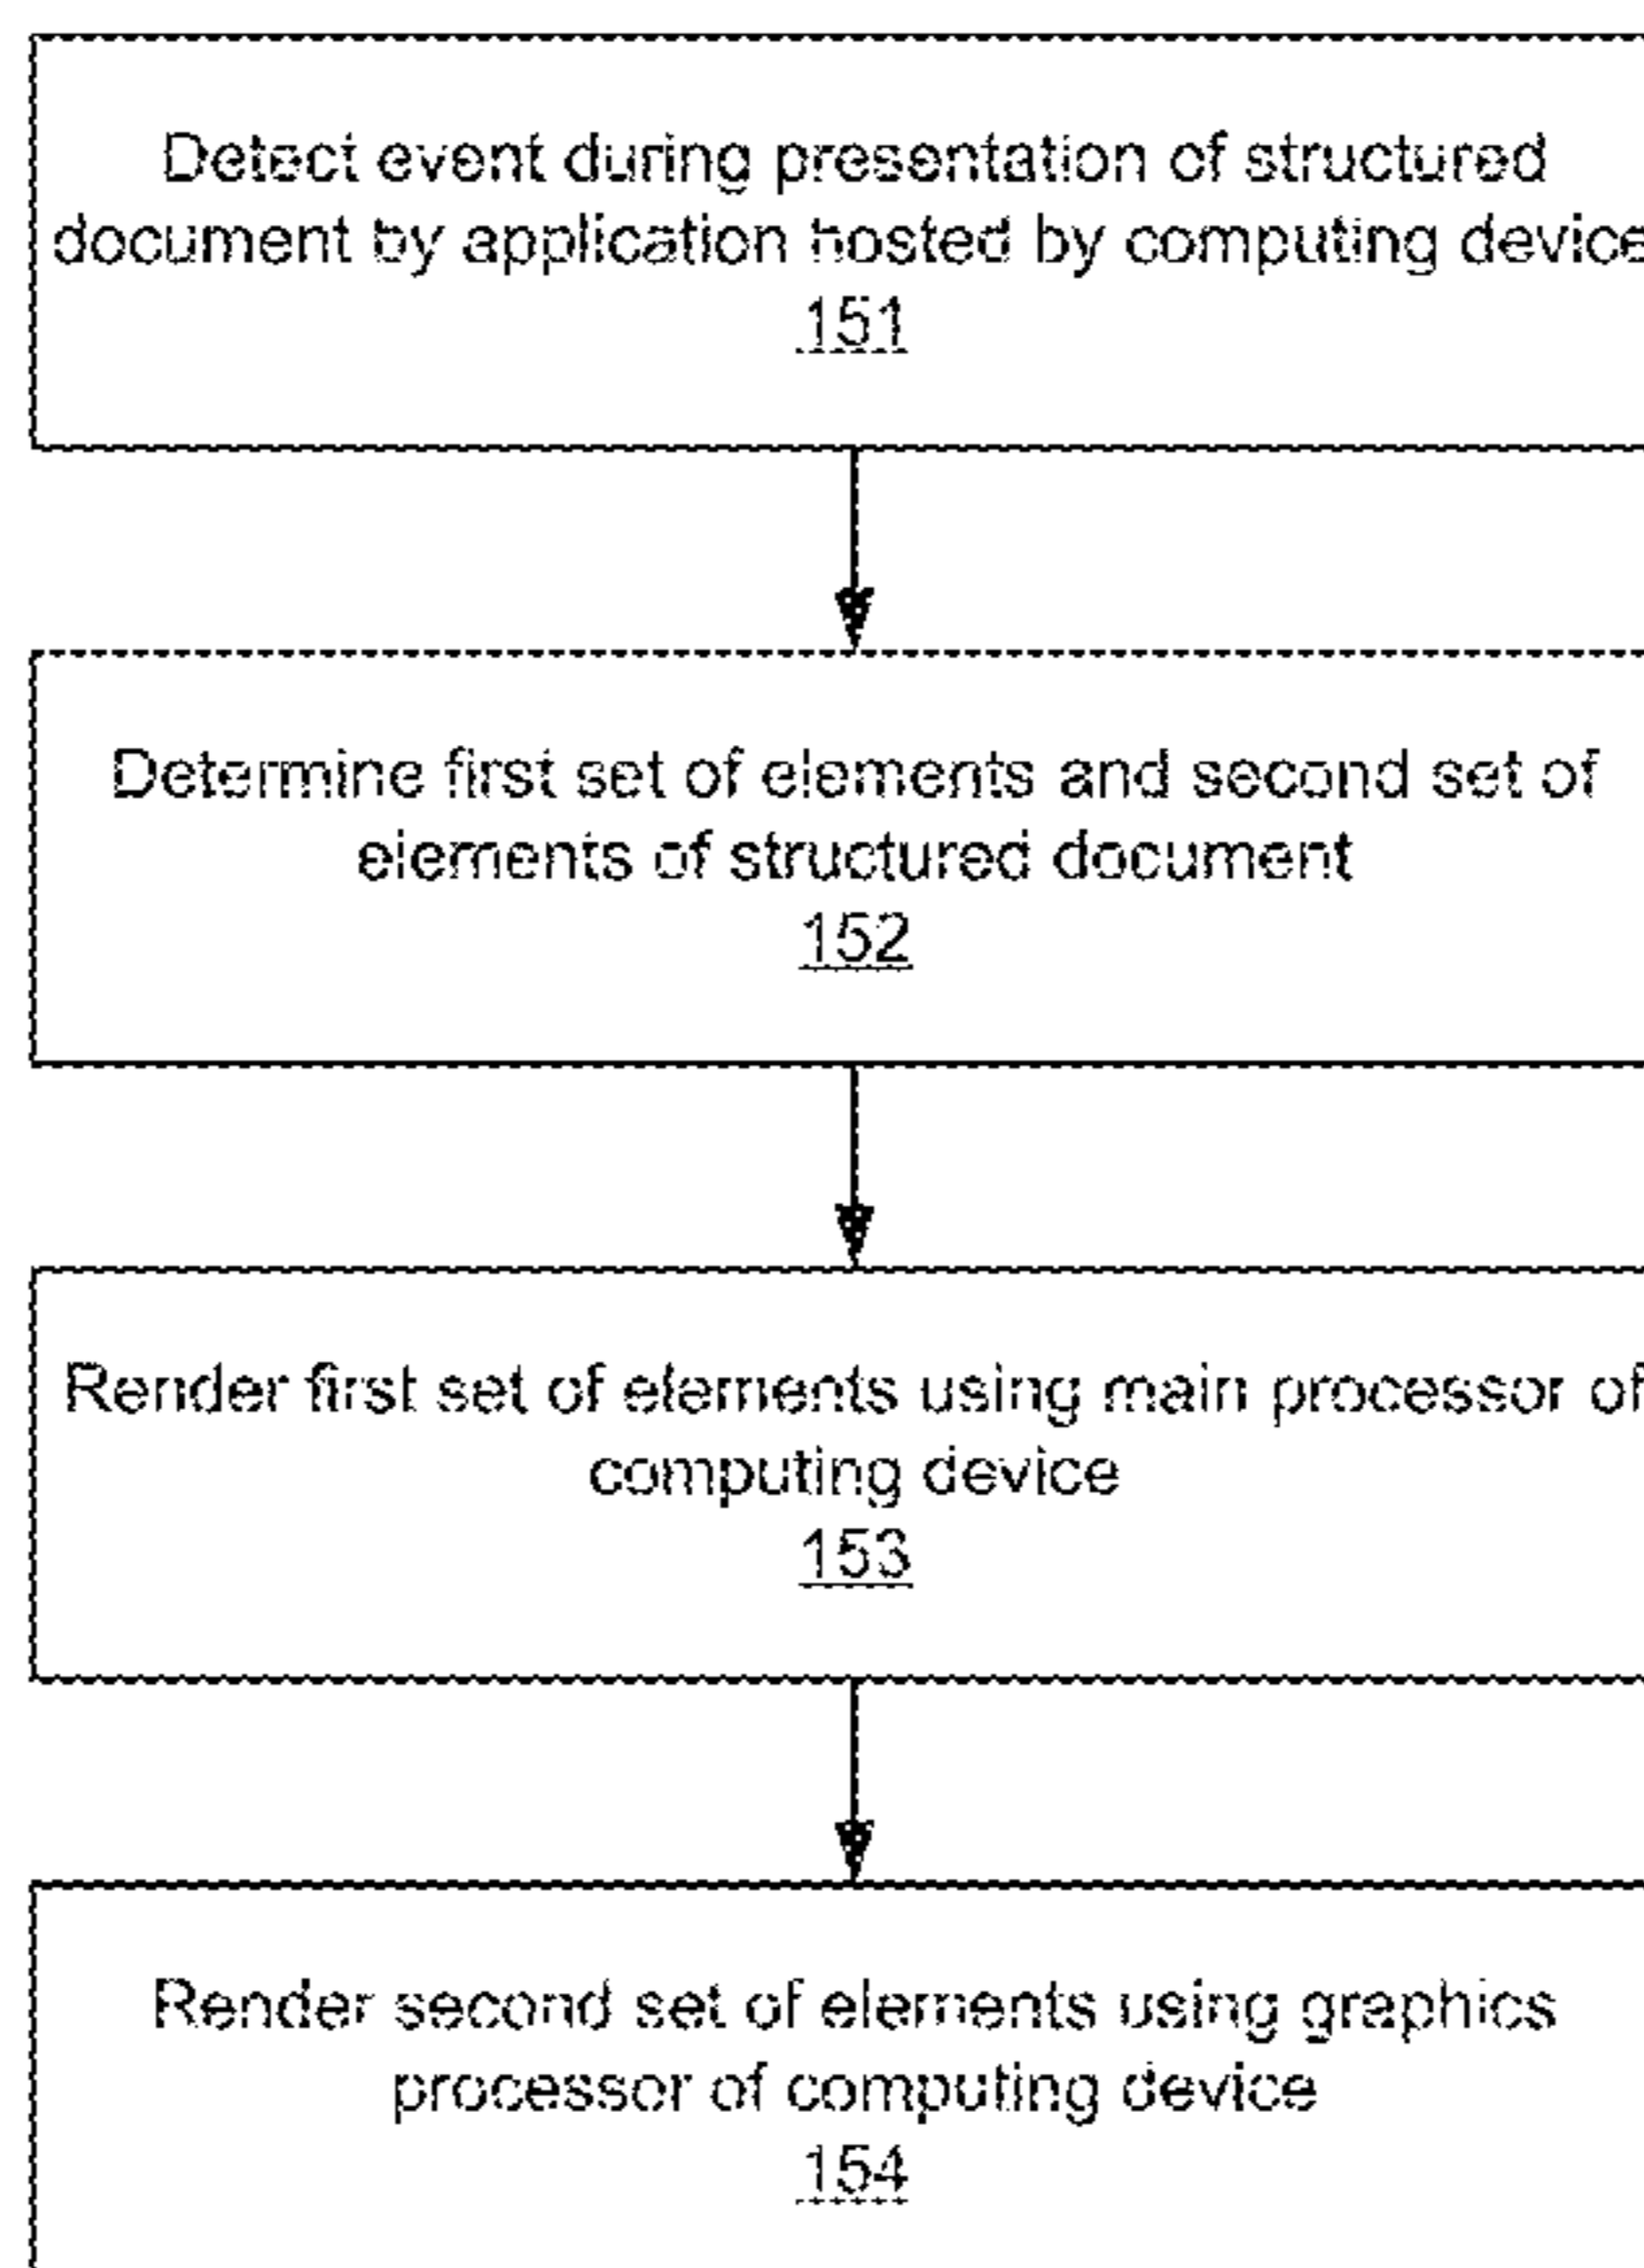 Detect event during presentation of structured
document by application hosted by computing device
151
Determine first set of elements and second set of
elements of structured document
152
Render first set of elements using main processor of
computing device
153
Render second set of elements using graphics
processor of computing device
154